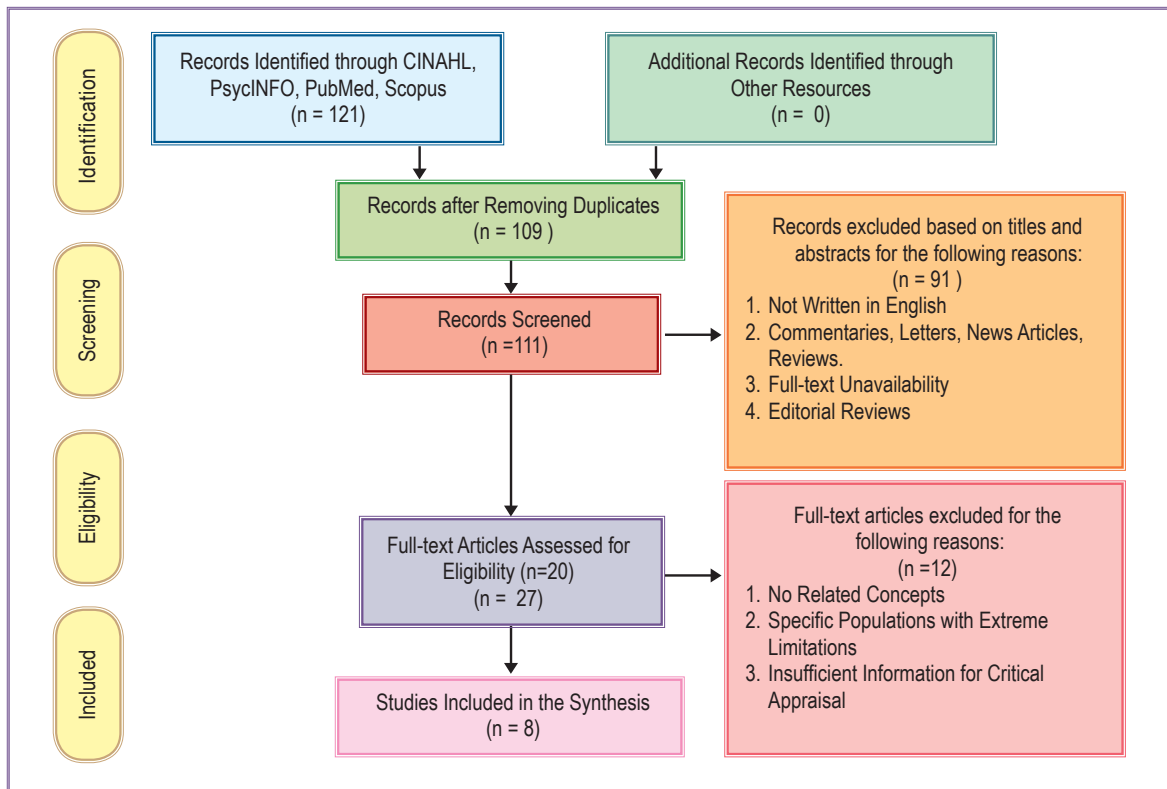 Identification
Records Identified through CINAHL,
PsycINFO, PubMed, Scopus
(n = 121)
Additional Records Identified through
Other Resources
(n = 0)
Records after Removing Duplicates
(n = 109 )
Screening
Records Screened
(n =111)
Records excluded based on titles and
abstracts for the following reasons:
(n = 91 )
1. Not Written in English
2. Commentaries, Letters, News Articles,
Reviews.
3. Full-text Unavailability
4. Editorial Reviews
Eligibility
Full-text Articles Assessed for
Eligibility (n=20)
(n = 27)
Full-text articles excluded for the
following reasons:
(n =12)
1. No Related Concepts
2. Specific Populations with Extreme
Limitations
3. Insufficient Information for Critical
Appraisal
Included
Studies Included in the Synthesis
(n = 8)